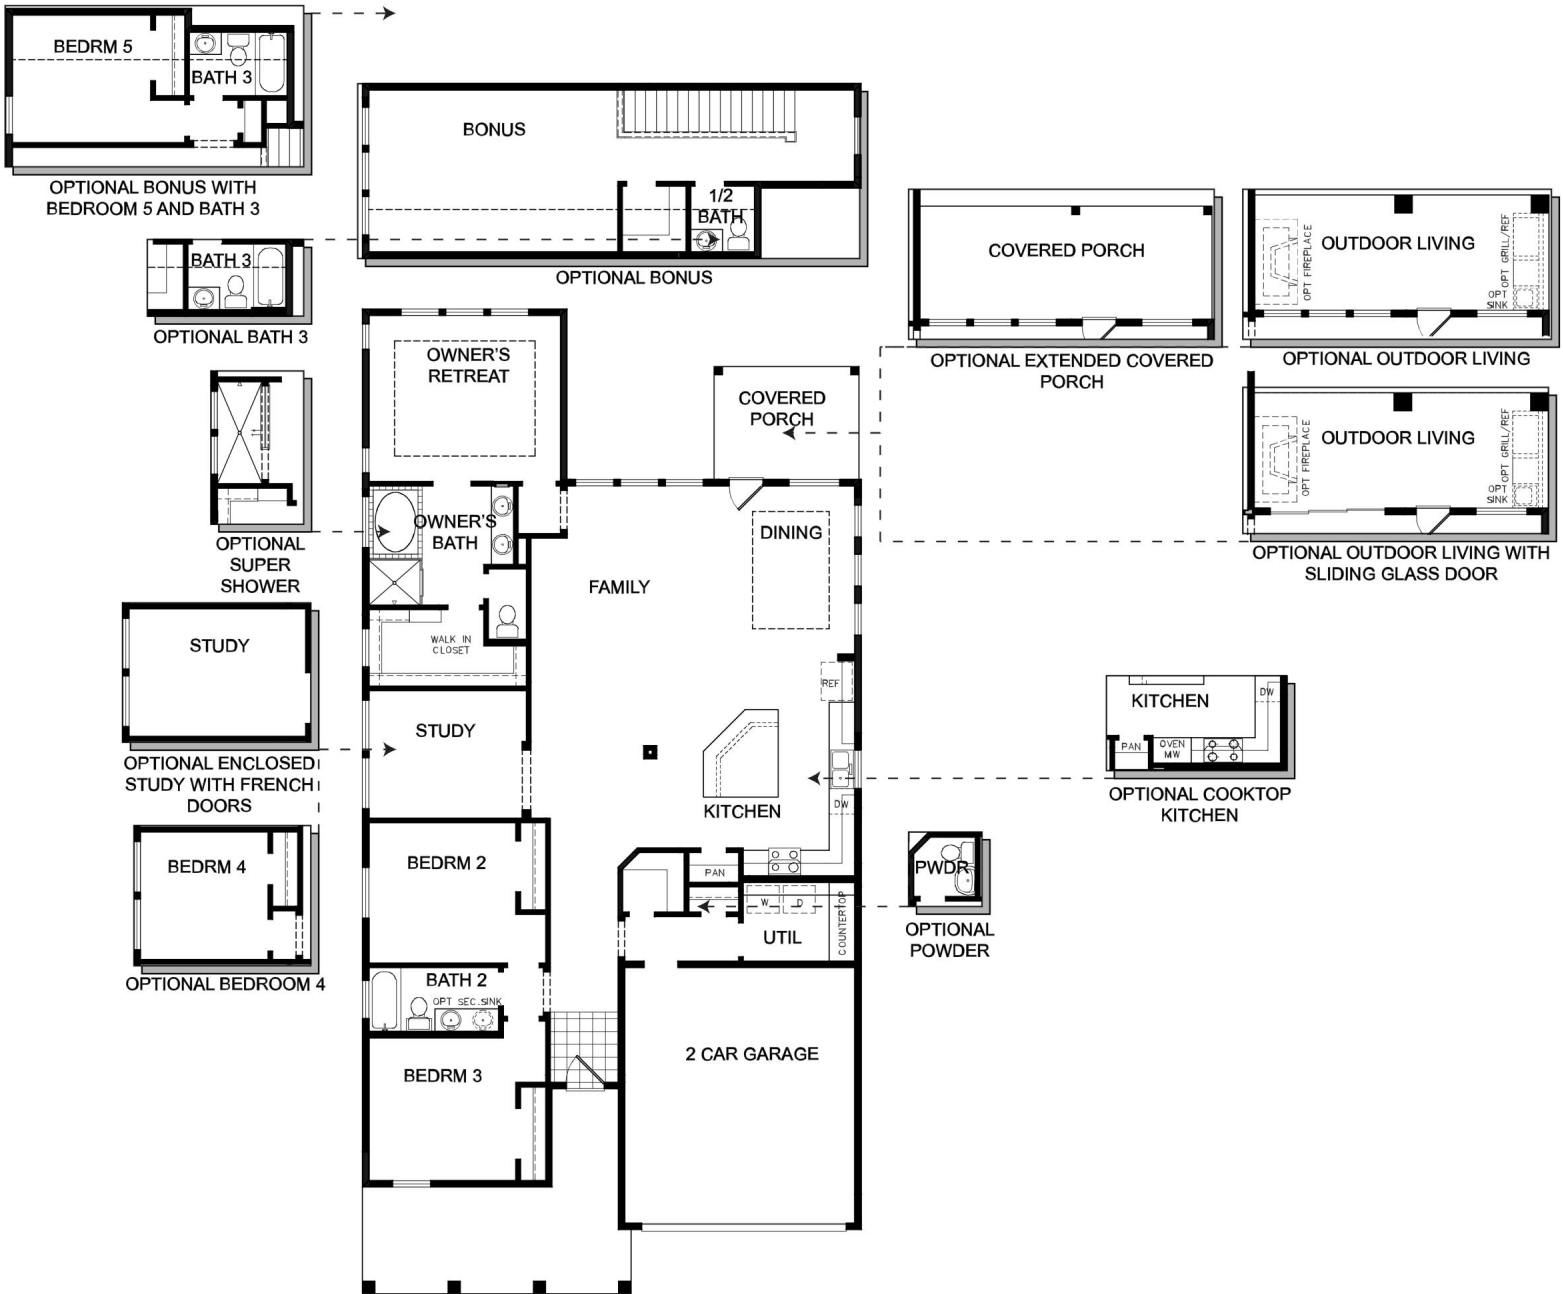 BEDRM 5
BATH 3
OPTIONAL BONUS WITH
BEDROOM 5 AND BATH 3
BONUS
1/2
BATH
OPTIONAL BONUS
BATH 3
OPTIONAL BATH 3
COVERED PORCH
OPTIONAL EXTENDED COVERED
PORCH
OPT FIREPLACE
OUTDOOR LIVING
OPT GRILL/REF
OPT
SINK
OPTIONAL OUTDOOR LIVING
OPT FIREPLACE
OUTDOOR LIVING
OPT GRILL/REF
OPT
SINK
OPTIONAL OUTDOOR LIVING WITH
SLIDING GLASS DOOR
OPTIONAL
SUPER
SHOWER
OWNER'S
RETREAT
COVERED
PORCH
OWNER'S
BATH
DINING
FAMILY
WALK IN
CLOSET
STUDY
OPTIONAL ENCLOSED
STUDY WITH FRENCH
DOORS
STUDY
REF
KITCHEN
DW
KITCHEN
DW
PAN
OVEN
MW
OPTIONAL COOKTOP
KITCHEN
BEDRM 4
OPTIONAL BEDROOM 4
BEDRM 2
PAN
W
D
COUNTERTOP
UTIL
PWDR
OPTIONAL
POWDER
BATH 2
OPT SEC.SINK
BEDRM 3
2 CAR GARAGE